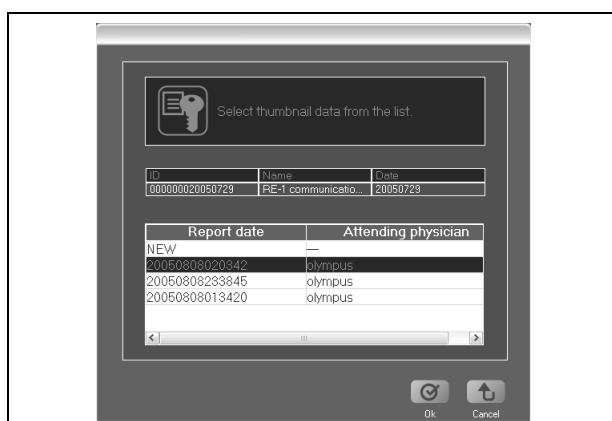 Select thumbnail data from the list.
ID Name Date
000000020050729 RE-1 communicatio... 20050729
Report date Attending physician
NEW —
20050808020342 olympus
20050808233845 olympus
20050808013420 olympus
Ok Cancel